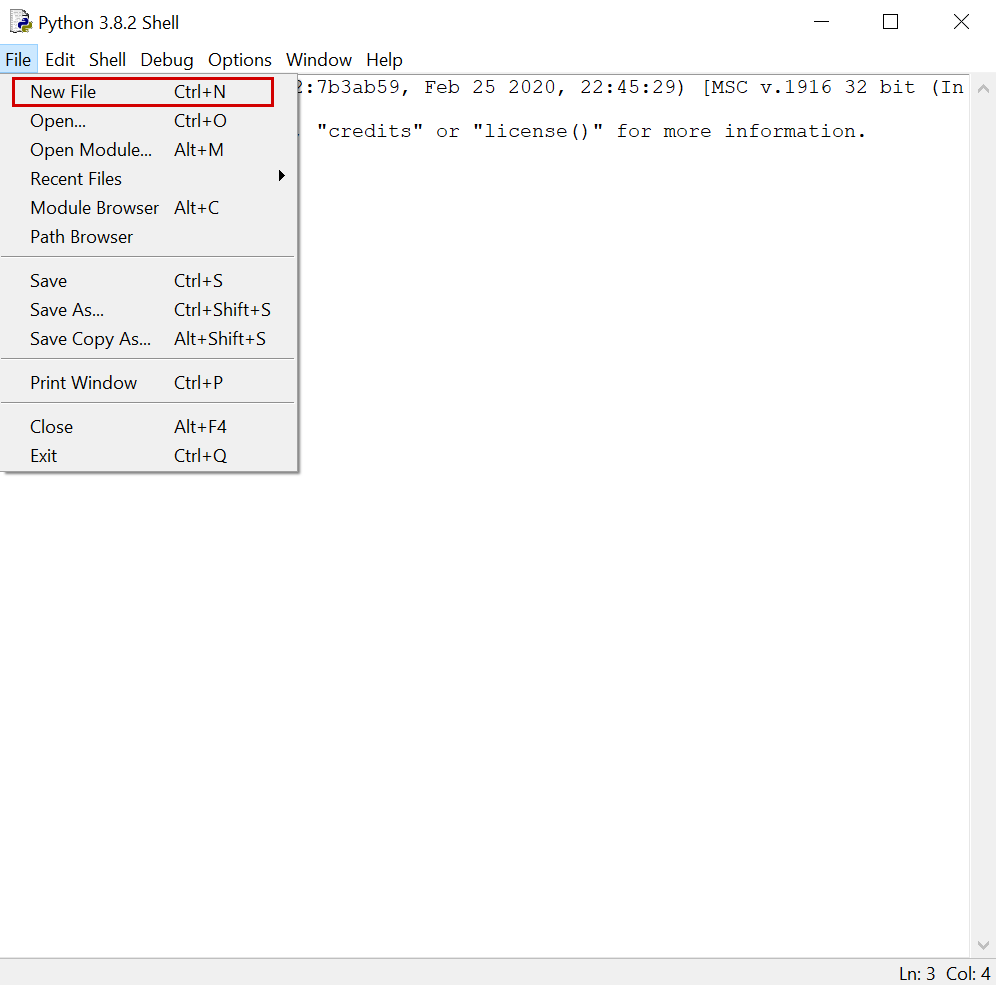 Python 3.8.2 Shell
File Edit Shell Debug Options Window Help
:7b3ab59, Feb 25 2020, 22:45:29) [MSC v.1916 32 bit (In
"credits" or "license()" for more information.
New File Ctrl+N
Open... Ctrl+O
Open Module... Alt+M
Recent Files
Module Browser Alt+C
Path Browser
Save Ctrl+S
Save As... Ctrl+Shift+S
Save Copy As... Alt+Shift+S
Print Window Ctrl+P
Close Alt+F4
Exit Ctrl+Q
Ln: 3 Col: 4